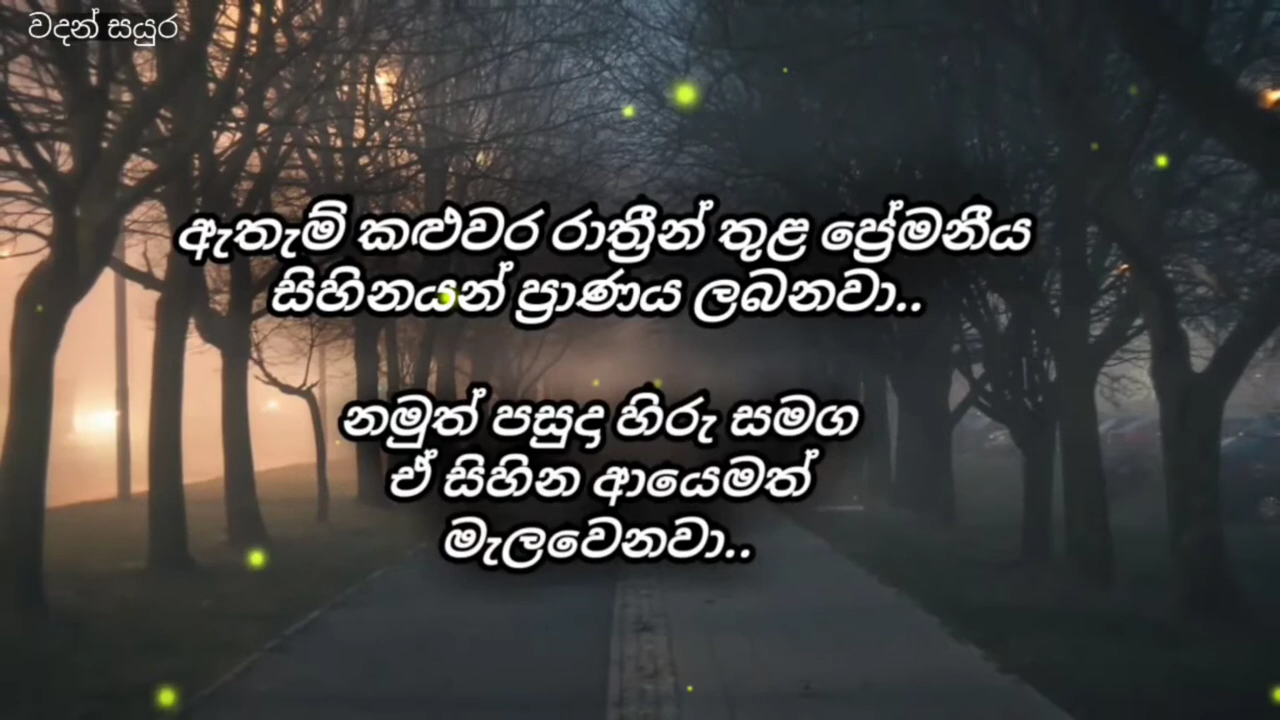 වදන් සයුර
ඇතැම් කළුවර රාත්‍රීන් තුළ ප්‍රේමනීය
සිහිනයන් ප්‍රාණය ලබනවා..
නමුත් පසුදා හිරු සමග
ඒ සිහින ආයෙමත්
මැලවෙනවා..